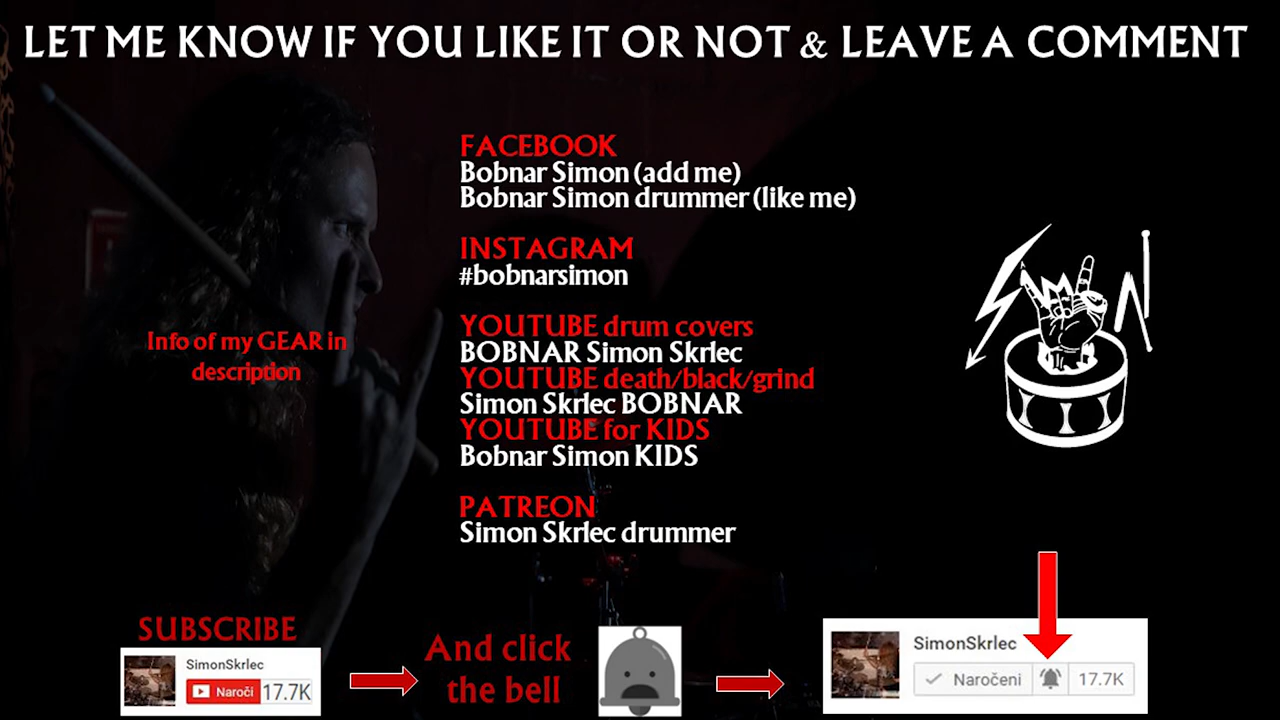 LET ME KNOW IF YOU LIKE IT OR NOT & LEAVE A COMMENT
FACEBOOK
Bobnar Simon (add me)
Bobnar Simon drummer (like me)
INSTAGRAM
#bobnarsimon
Info of my GEAR in
description
YOUTUBE drum covers
BOBNAR Simon Skrlec
YOUTUBE death/black/grind
Simon Skrlec BOBNAR
YOUTUBE for KIDS
Bobnar Simon KIDS
PATREON
Simon Skrlec drummer
SIMON
SUBSCRIBE
SimonSkrlec
Naroči 17.7K
And click
the bell
SimonSkrlec
Naročeni 17.7K